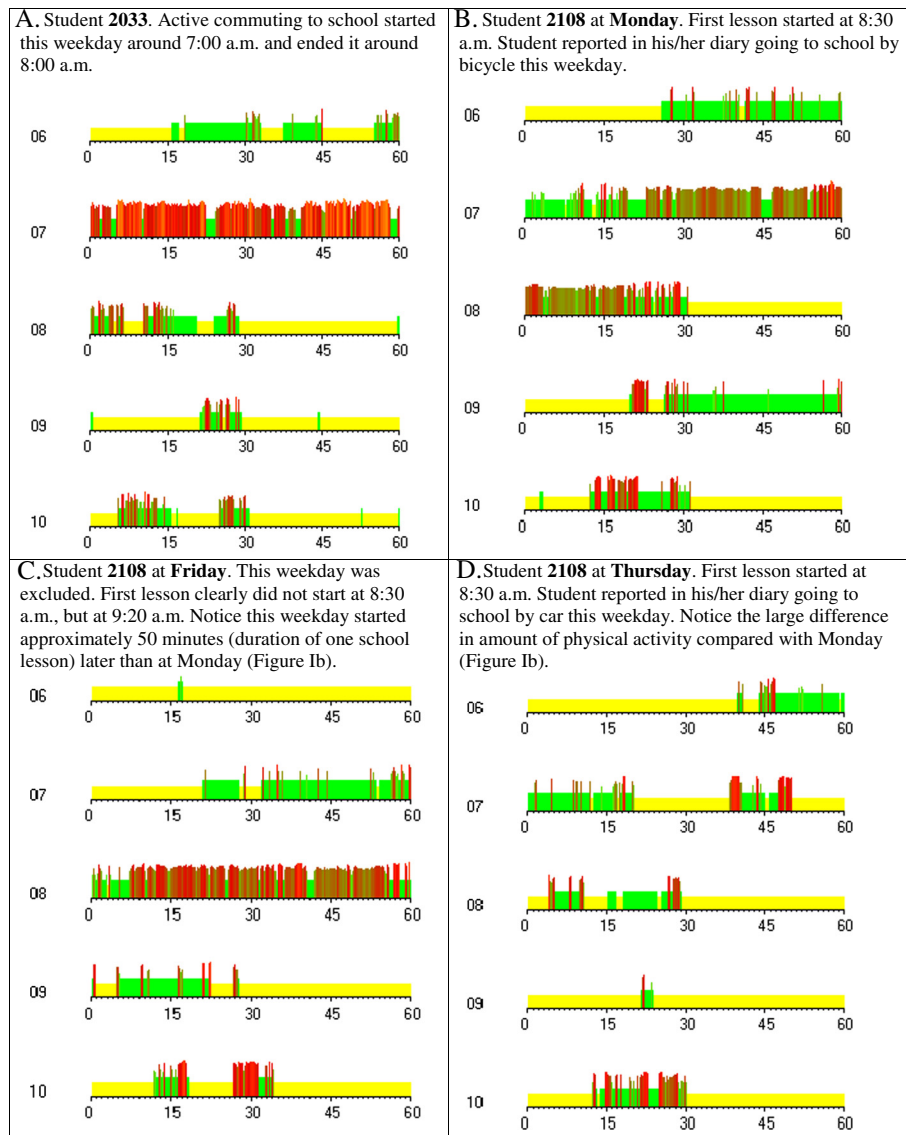 A. Student 2033. Active commuting to school started
this weekday around 7:00 a.m. and ended it around
8:00 a.m.
06
0 15 30 45 60
07
0 15 30 45 60
08
0 15 30 45 60
09
0 15 30 45 60
10
0 15 30 45 60
B. Student 2108 at Monday. First lesson started at 8:30
a.m. Student reported in his/her diary going to school by
bicycle this weekday.
06
0 15 30 45 60
07
0 15 30 45 60
08
0 15 30 45 60
09
0 15 30 45 60
10
0 15 30 45 60
C. Student 2108 at Friday. This weekday was
excluded. First lesson clearly did not start at 8:30
a.m., but at 9:20 a.m. Notice this weekday started
approximately 50 minutes (duration of one school
lesson) later than at Monday (Figure Ib).
06
0 15 30 45 60
07
0 15 30 45 60
08
0 15 30 45 60
09
0 15 30 45 60
10
0 15 30 45 60
D. Student 2108 at Thursday. First lesson started at
8:30 a.m. Student reported in his/her diary going to
school by car this weekday. Notice the large difference
in amount of physical activity compared with Monday
(Figure Ib).
06
0 15 30 45 60
07
0 15 30 45 60
08
0 15 30 45 60
09
0 15 30 45 60
10
0 15 30 45 60